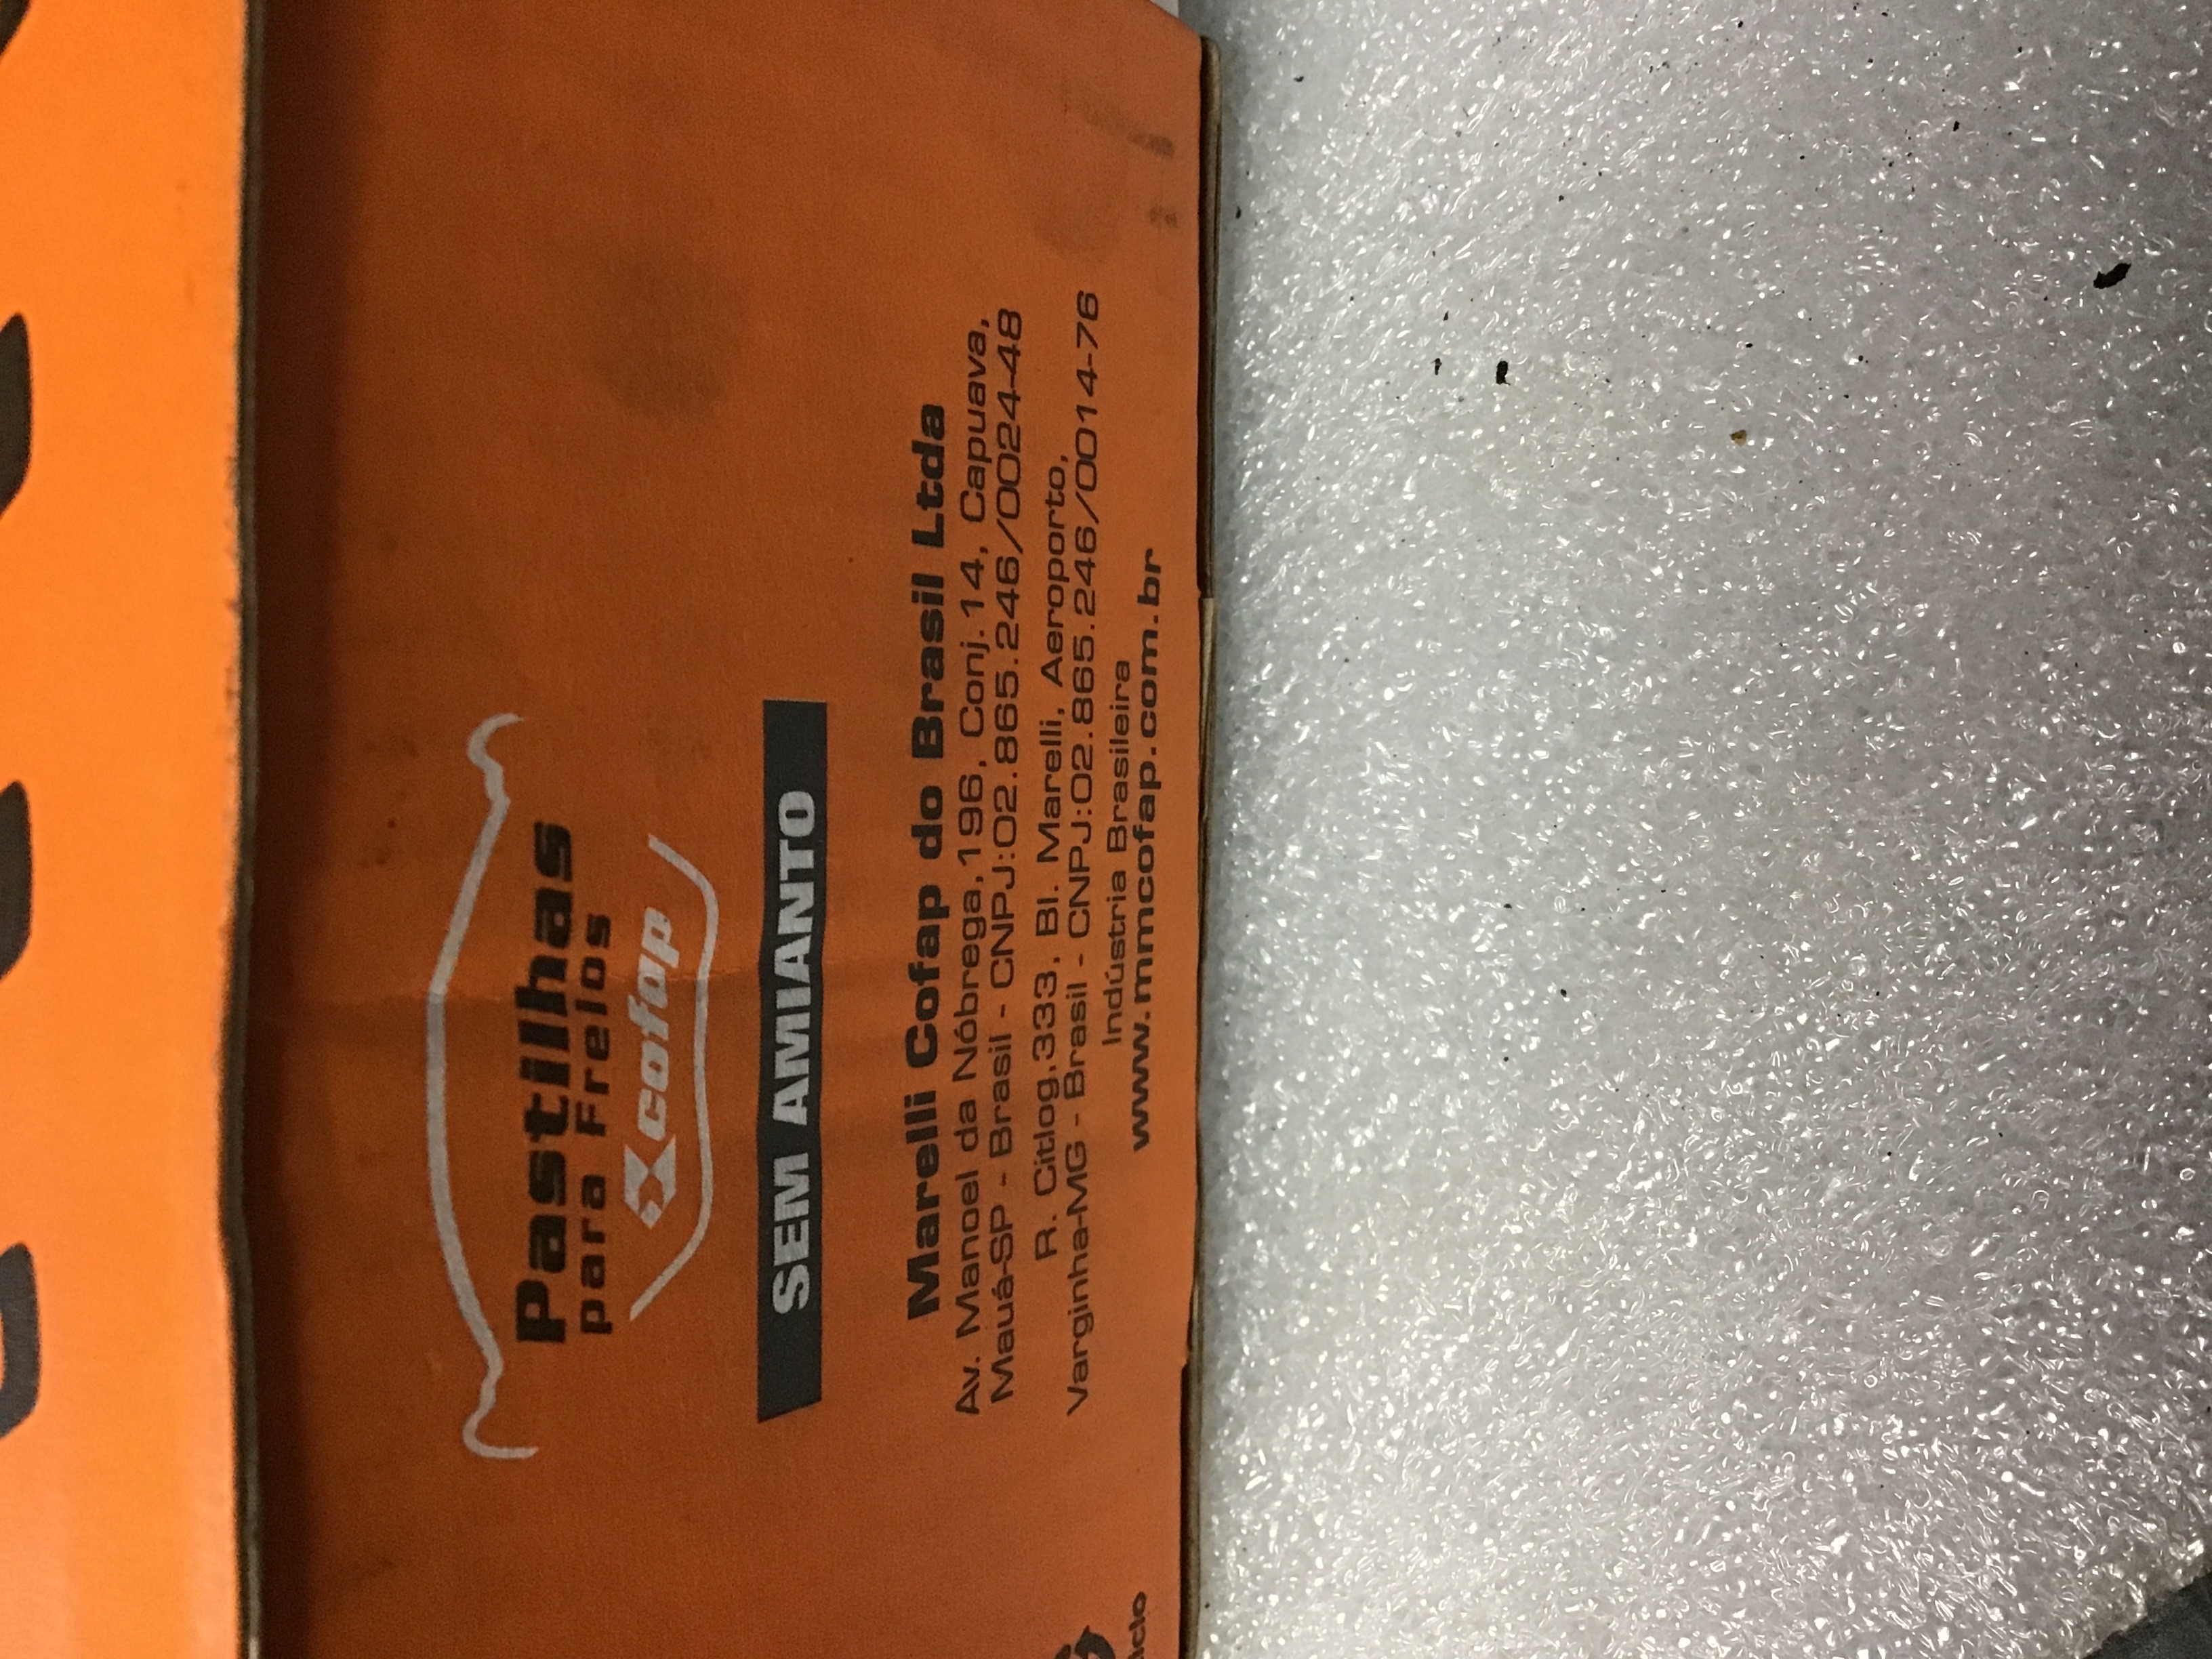 Pastilhas
para Freios
cofap
SEM AMIANTO
Marelli Cofap do Brasil Ltda
Av. Manoel da Nóbrega,196, Conj.14, Capuava,
Mauá-SP - Brasil - CNPJ:02.865.246/0024-48
R. Citlog,333, Bl. Marelli, Aeroporto,
Varginha-MG - Brasil - CNPJ:02.865.246/0014-76
Indústria Brasileira
www.mmcofap.com.br